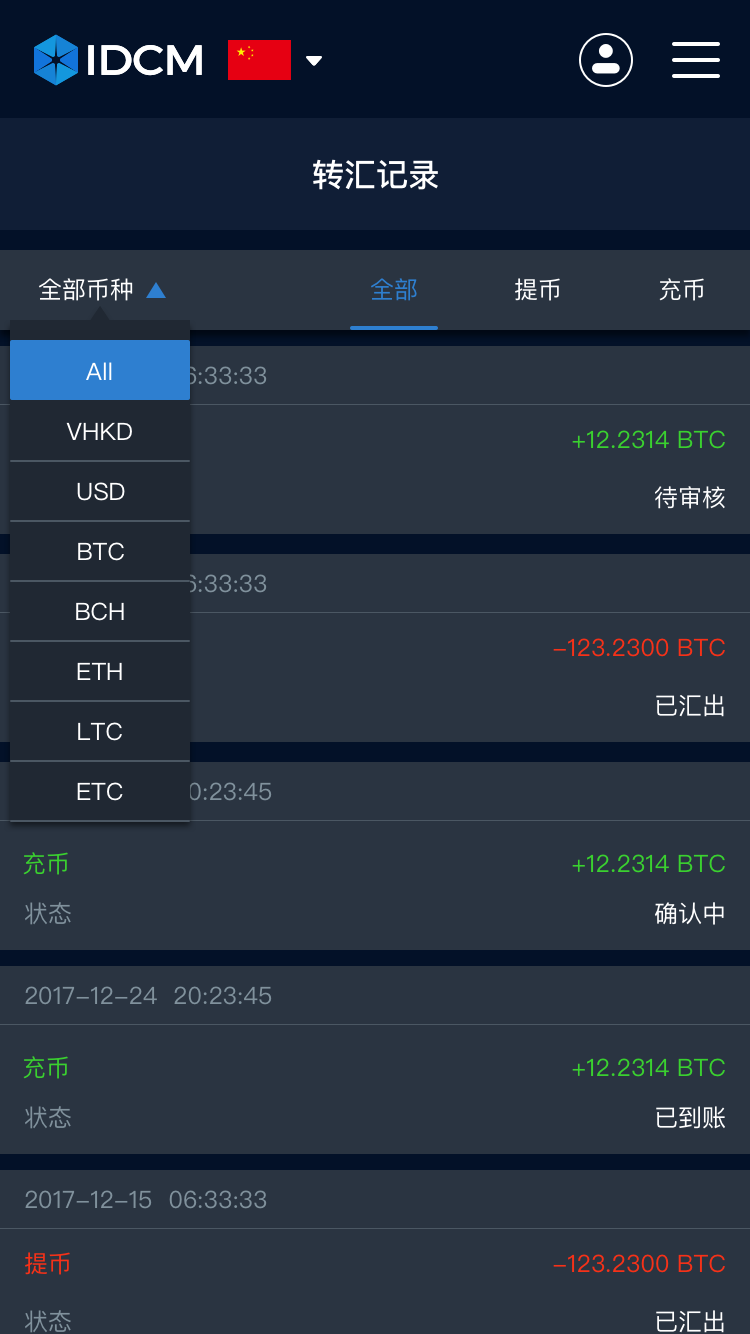 IDCM
转汇记录
全部币种 全部 提币 充币
All
:33:33
VHKD
+12.2314 BTC
USD
待审核
BTC
:33:33
BCH
ETH
–123.2300 BTC
LTC
已汇出
ETC
0:23:45
充币 +12.2314 BTC
状态 确认中
2017–12–24 20:23:45
充币 +12.2314 BTC
状态 已到账
2017–12–15 06:33:33
提币 –123.2300 BTC
状态 已汇出